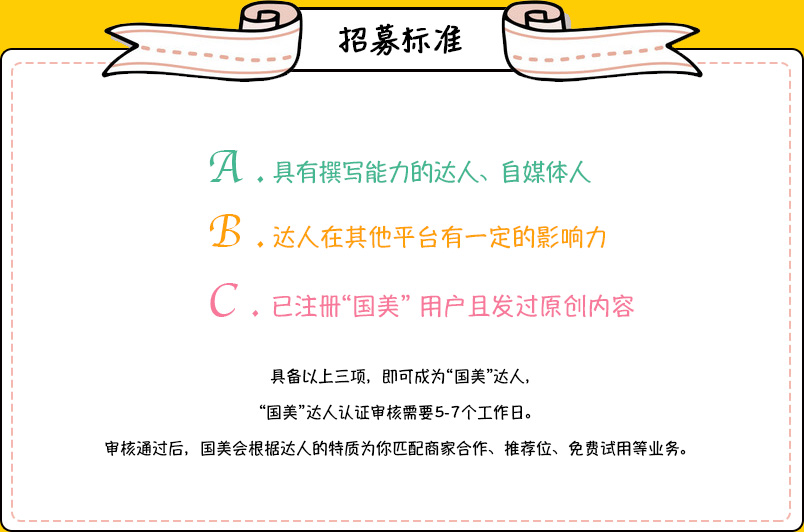 招募标准
A.具有撰写能力的达人、自媒体人
B.达人在其他平台有一定的影响力
C.已注册“国美”用户且发过原创内容
具备以上三项，即可成为“国美”达人，
“国美”达人认证审核需要5-7个工作日。
审核通过后，国美会根据达人的特质为你匹配商家合作、推荐位、免费试用等业务。